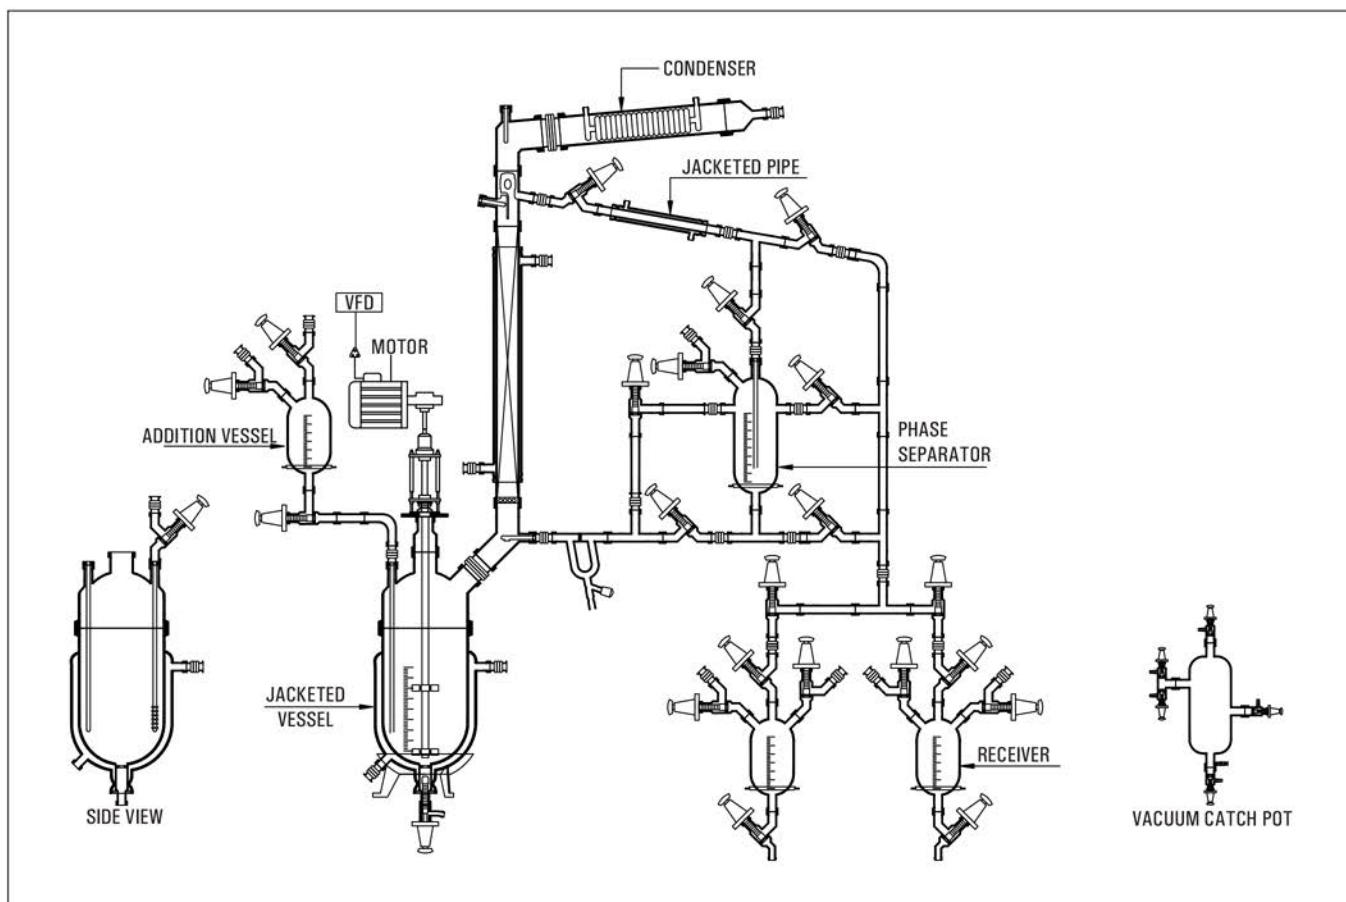 CONDENSER
JACKETED PIPE
VFD
MOTOR
ADDITION VESSEL
PHASE
SEPARATOR
JACKETED
VESSEL
RECEIVER
SIDE VIEW
VACUUM CATCH POT